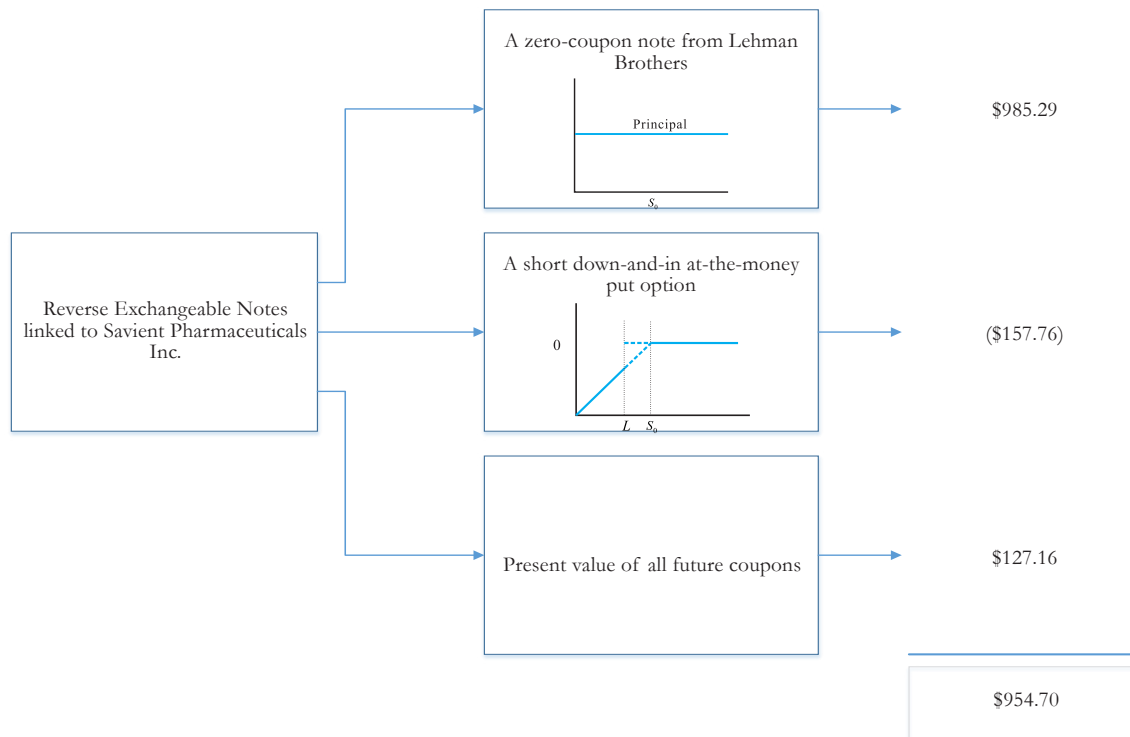 A zero-coupon note from Lehman
Brothers
Principal
S₀
$985.29
Reverse Exchangeable Notes
linked to Savient Pharmaceuticals
Inc.
A short down-and-in at-the-money
put option
0
L S₀
($157.76)
Present value of all future coupons
$127.16
$954.70